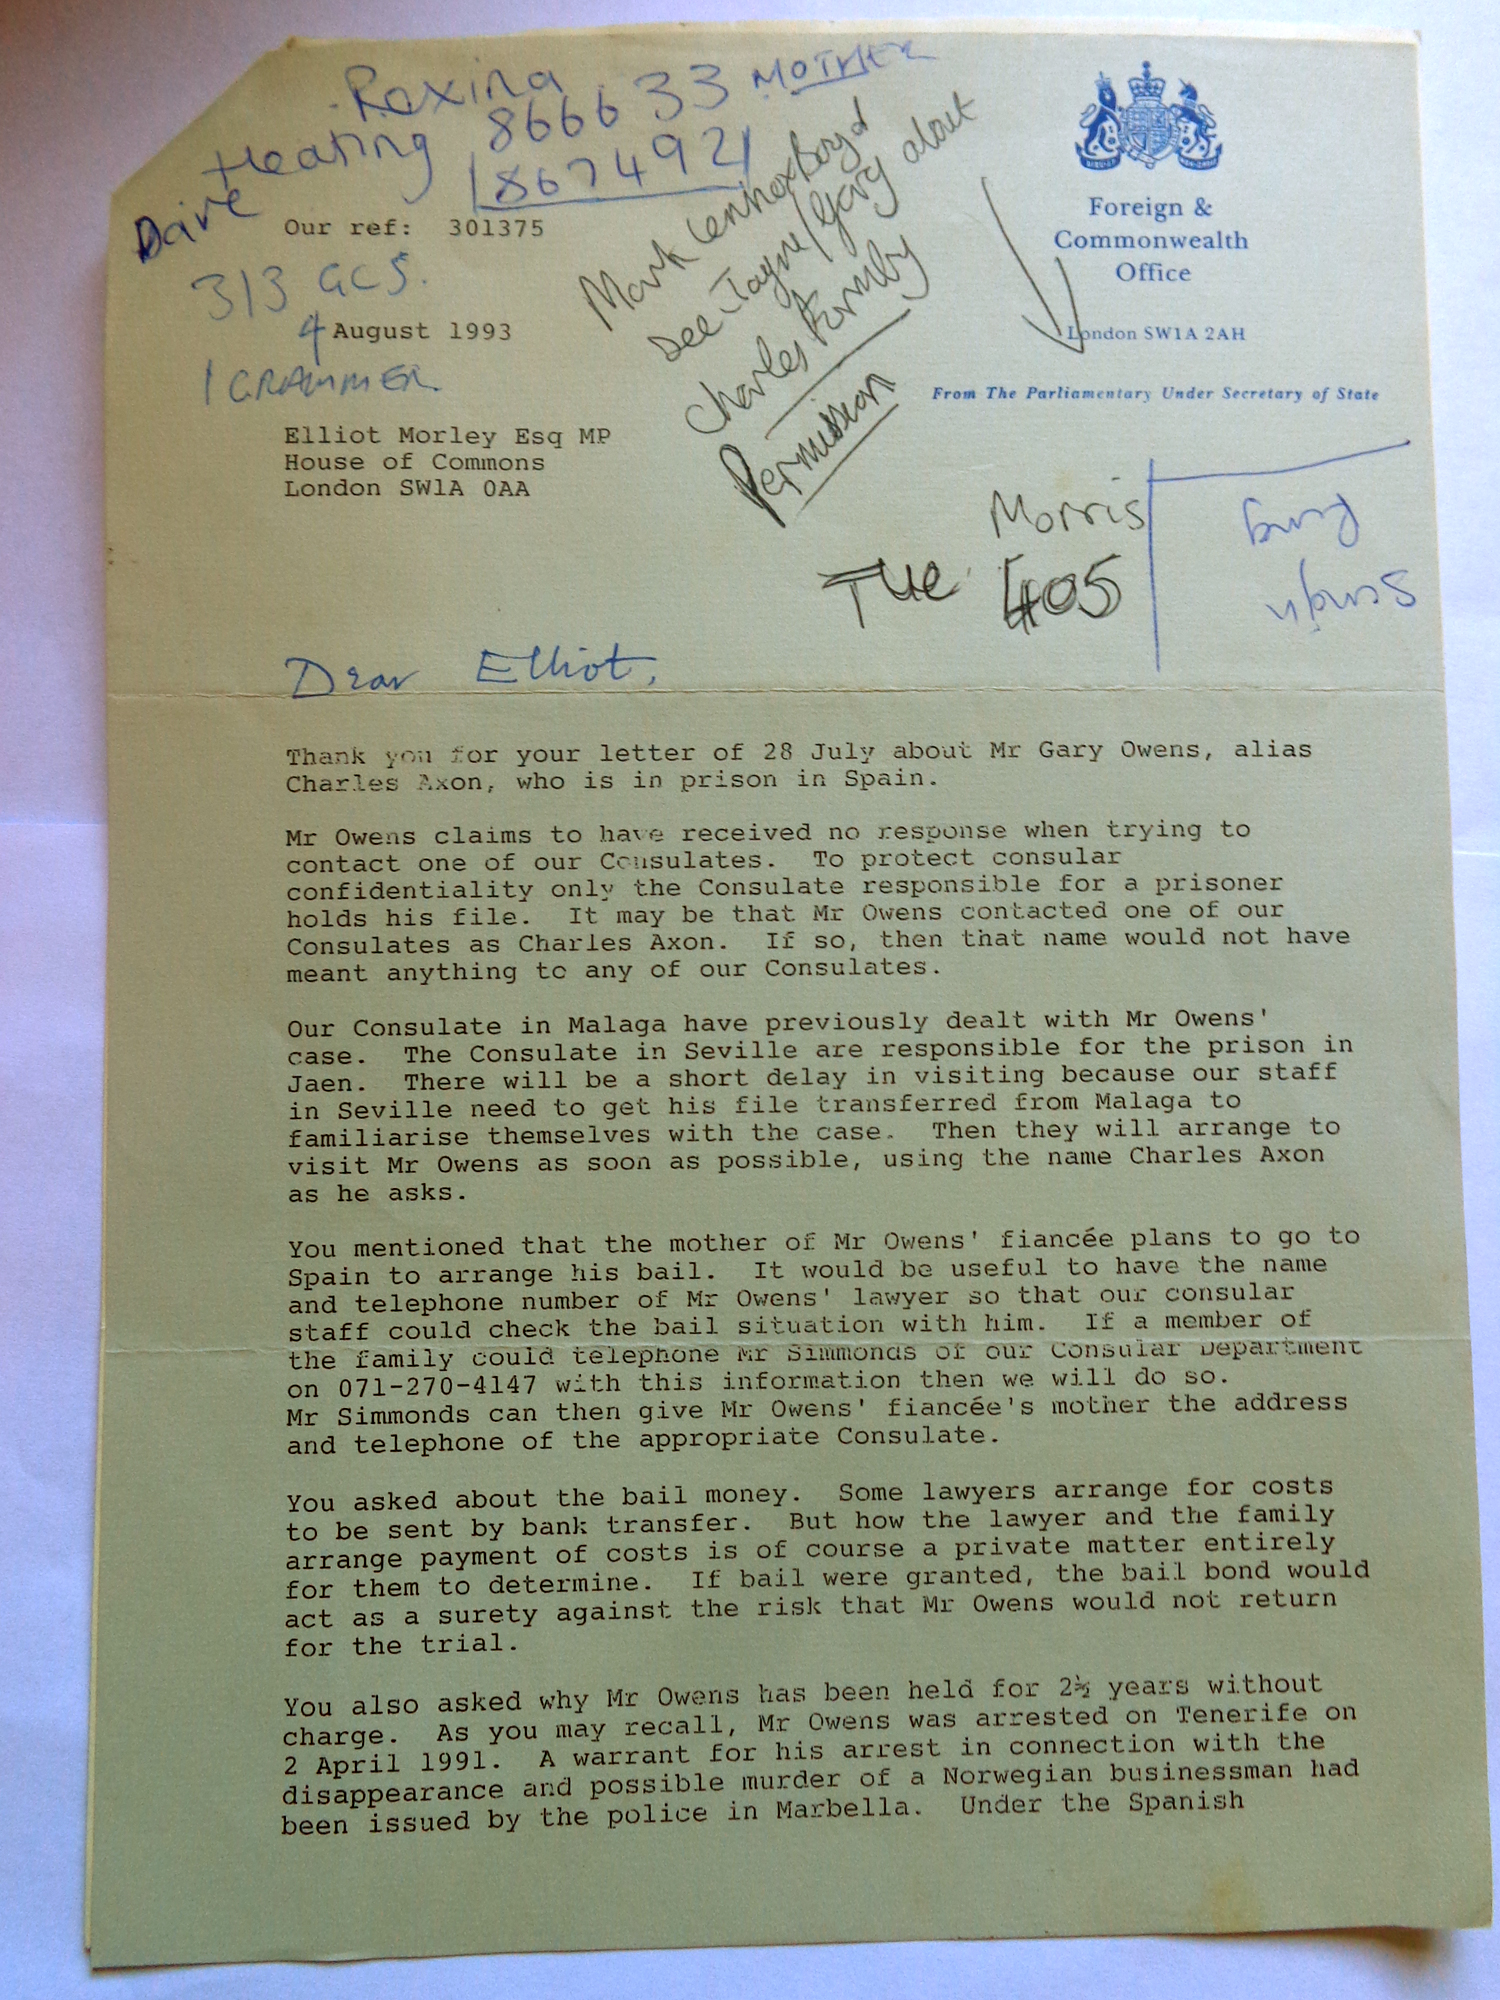 Roxina
Heating 866633 MOTHER
867492
Dave
Our ref: 301375
313 GCS.
4 August 1993
1 GRAMMER
Mark Lennox Boyd
See Jayne/Gary about
Charles Formby
Permission
Foreign &
Commonwealth
Office
London SW1A 2AH
From The Parliamentary Under Secretary of State
Elliot Morley Esq MP
House of Commons
London SW1A 0AA
Morris
THE 405
Dear Elliot,
Thank you for your letter of 28 July about Mr Gary Owens, alias
Charles Axon, who is in prison in Spain.
Mr Owens claims to have received no response when trying to
contact one of our Consulates. To protect consular
confidentiality only the Consulate responsible for a prisoner
holds his file. It may be that Mr Owens contacted one of our
Consulates as Charles Axon. If so, then that name would not have
meant anything to any of our Consulates.
Our Consulate in Malaga have previously dealt with Mr Owens'
case. The Consulate in Seville are responsible for the prison in
Jaen. There will be a short delay in visiting because our staff
in Seville need to get his file transferred from Malaga to
familiarise themselves with the case. Then they will arrange to
visit Mr Owens as soon as possible, using the name Charles Axon
as he asks.
You mentioned that the mother of Mr Owens' fiancée plans to go to
Spain to arrange his bail. It would be useful to have the name
and telephone number of Mr Owens' lawyer so that our consular
staff could check the bail situation with him. If a member of
the family could telephone Mr Simmonds of our Consular Department
on 071-270-4147 with this information then we will do so.
Mr Simmonds can then give Mr Owens' fiancée's mother the address
and telephone of the appropriate Consulate.
You asked about the bail money. Some lawyers arrange for costs
to be sent by bank transfer. But how the lawyer and the family
arrange payment of costs is of course a private matter entirely
for them to determine. If bail were granted, the bail bond would
act as a surety against the risk that Mr Owens would not return
for the trial.
You also asked why Mr Owens has been held for 2½ years without
charge. As you may recall, Mr Owens was arrested on Tenerife on
2 April 1991. A warrant for his arrest in connection with the
disappearance and possible murder of a Norwegian businessman had
been issued by the police in Marbella. Under the Spanish